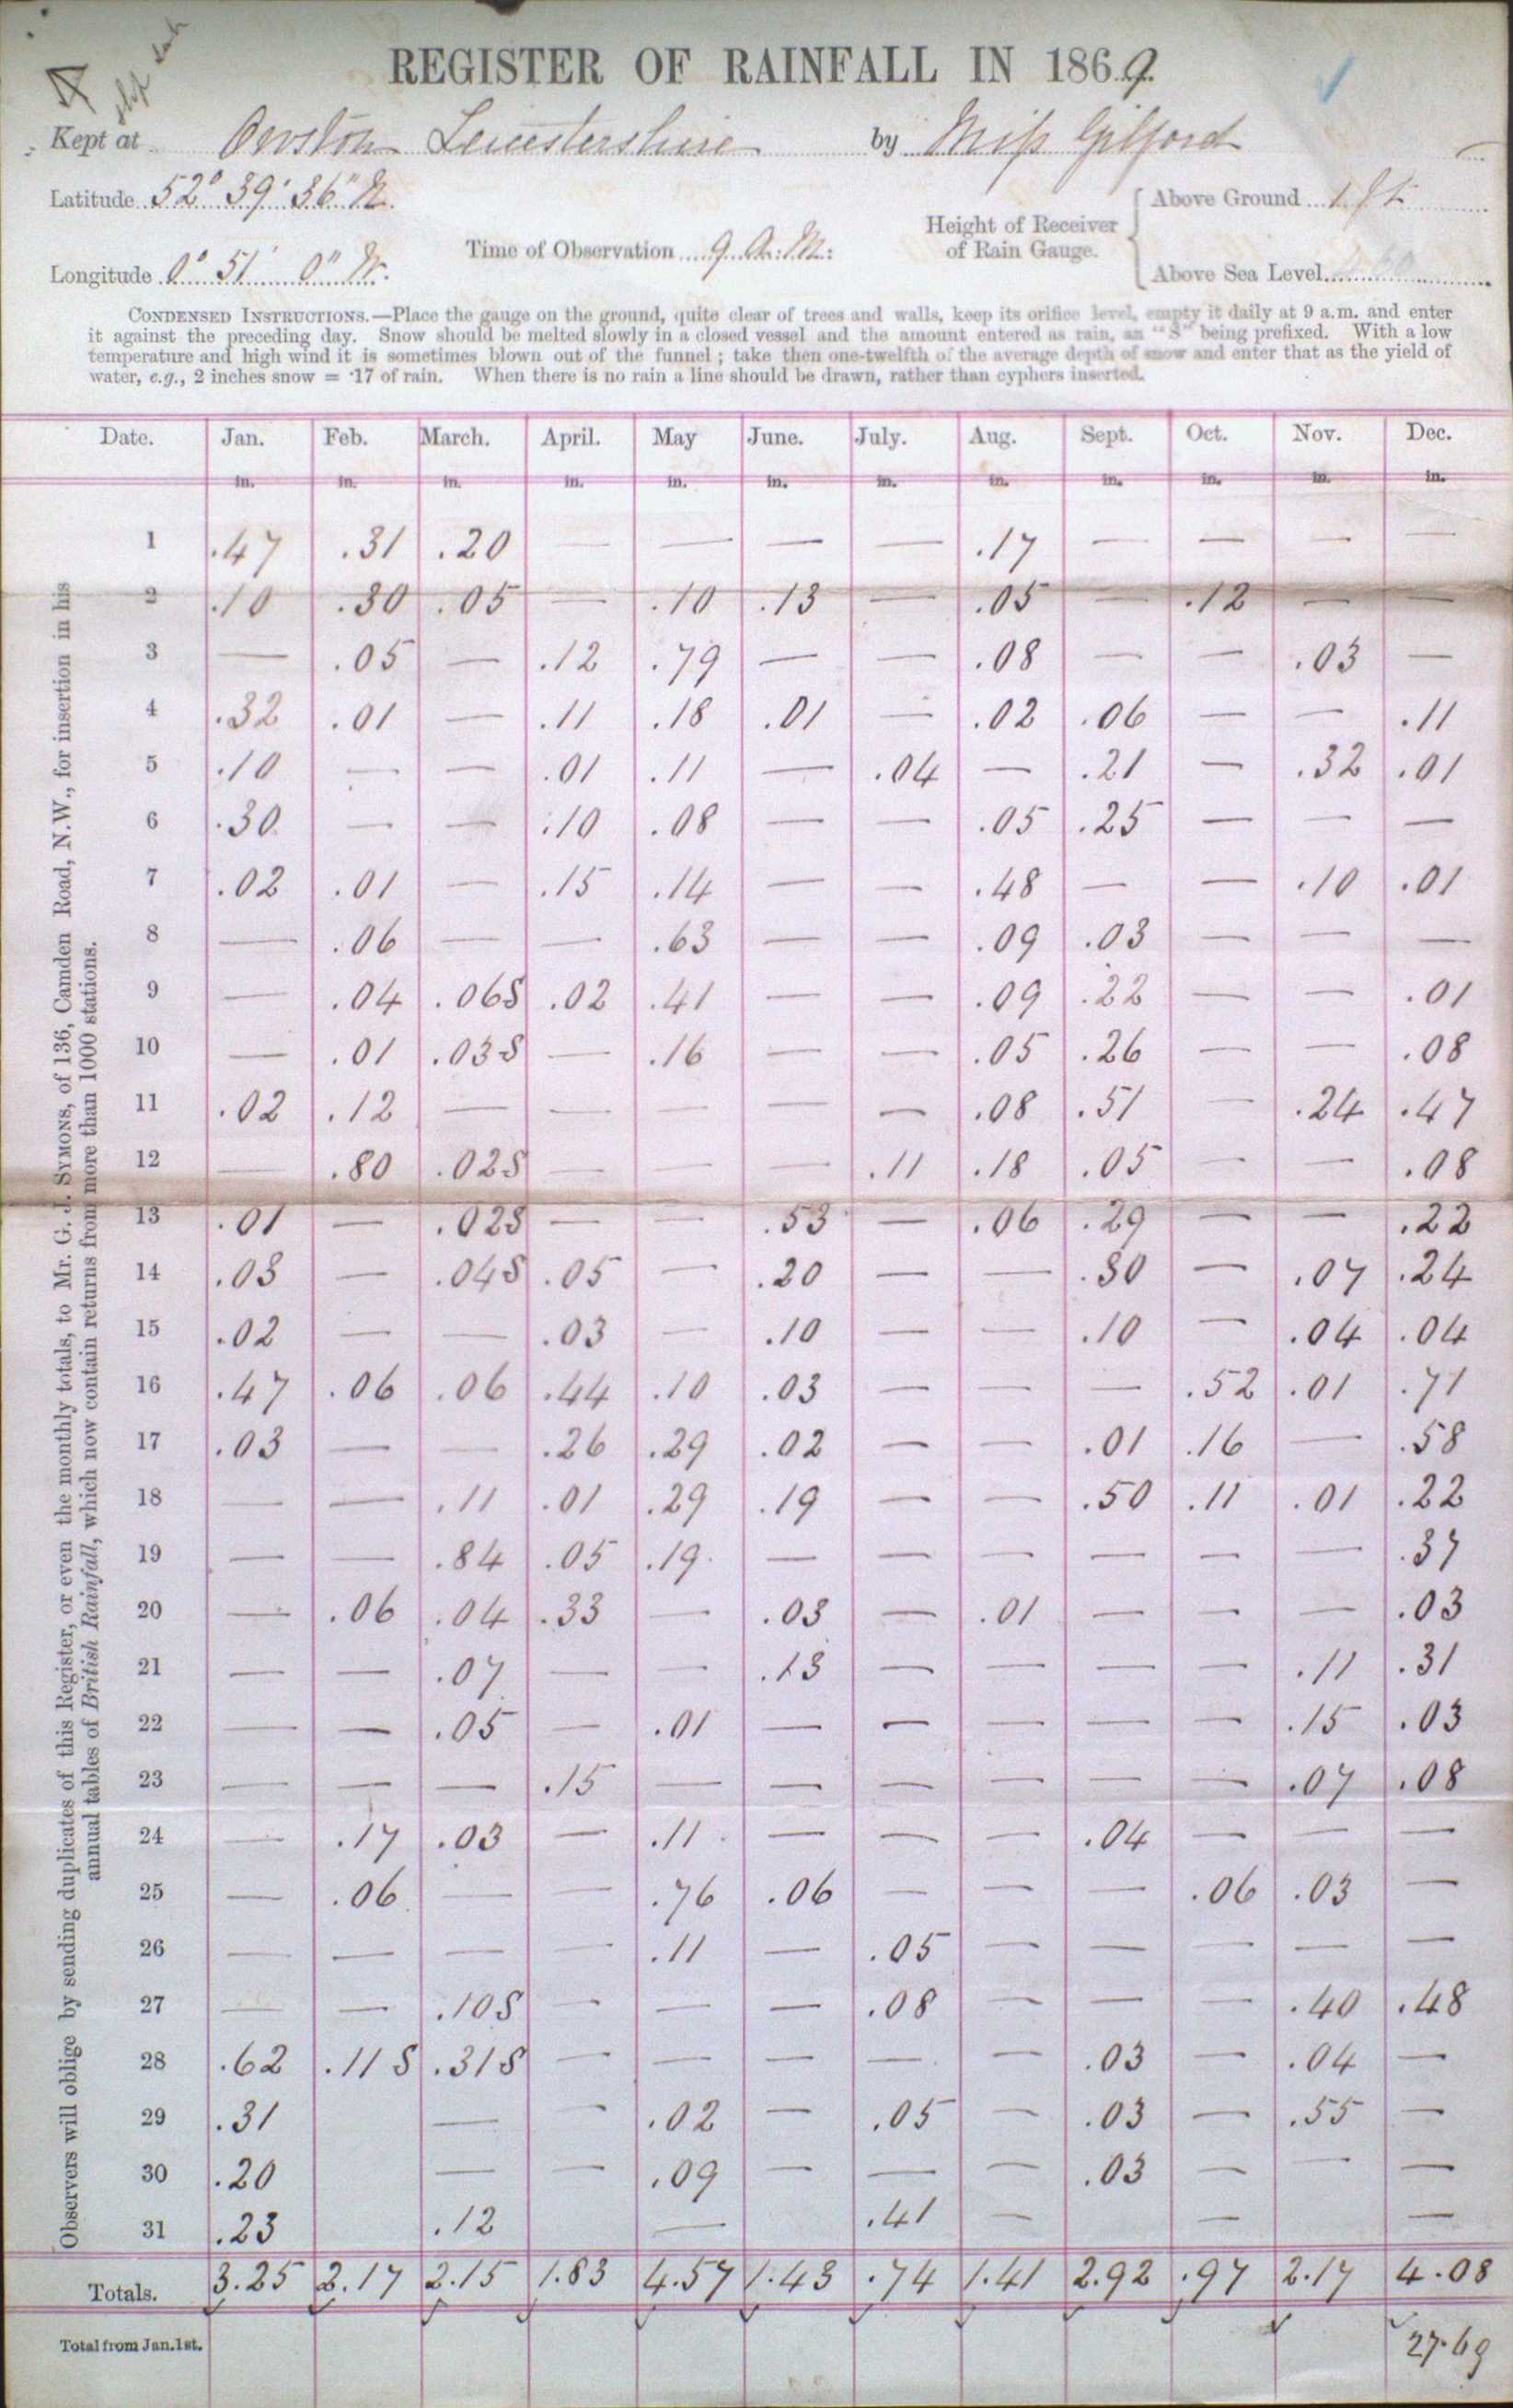 REGISTER OF RAINFALL IN 1869.
Kept at Owston Leicestershire by Miss Gilford
Latitude 52° 39' 36" N.
Longitude 0° 51' 0" W.
Time of Observation 9 A.M.
Height of Receiver of Rain Gauge.
Above Ground 1 ft.
Above Sea Level
CONDENSED INSTRUCTIONS.—Place the gauge on the ground, quite clear of trees and walls, keep its orifice level, empty it daily at 9 a.m. and enter
it against the preceding day. Snow should be melted slowly in a closed vessel and the amount entered as rain, an "S" being prefixed. With a low
temperature and high wind it is sometimes blown out of the funnel; take then one-twelfth of the average depth of snow and enter that as the yield of
water, e.g., 2 inches snow = ·17 of rain. When there is no rain a line should be drawn, rather than cyphers inserted.
Date. Jan. Feb. March. April. May June. July. Aug. Sept. Oct. Nov. Dec.
in. in. in. in. in. in. in. in. in. in. in. in.
1 .47 .31 .20 — — — — .17 — — — —
2 .10 .30 .05 — .10 .13 — .05 — .12 — —
3 — .05 — .12 .79 — — .08 — — .03 —
4 .32 .01 — .11 .18 .01 — .02 .06 — — .11
5 .10 — — .01 .11 — .04 — .21 — .32 .01
6 .30 — — .10 .08 — — .05 .25 — — —
7 .02 .01 — .15 .14 — — .48 — — .10 .01
8 — .06 — — .63 — — .09 .03 — — —
9 — .04 .06S .02 .41 — — .09 .22 — — .01
10 — .01 .03S — .16 — — .05 .26 — — .08
11 .02 .12 — — — — — .08 .51 — .24 .47
12 — .80 .02S — — — .11 .18 .05 — — .08
13 .01 — .02S — — .53 — .06 .29 — — .22
14 .03 — .04S .05 — .20 — — .30 — .07 .24
15 .02 — — .03 — .10 — — .10 — .04 .04
16 .47 .06 .06 .44 .10 .03 — — — .52 .01 .71
17 .03 — — .26 .29 .02 — — .01 .16 — .58
18 — — .11 .01 .29 .19 — — .50 .11 .01 .22
19 — — .84 .05 .19 — — — — — — .37
20 — .06 .04 .33 — .03 — .01 — — — .03
21 — — .07 — — .13 — — — — .11 .31
22 — — .05 — .01 — — — — — .15 .03
23 — — — .15 — — — — — — .07 .08
24 — .17 .03 — .11 — — — .04 — — —
25 — .06 — — .76 .06 — — — .06 .03 —
26 — — — — .11 — .05 — — — — —
27 — — .10S — — — .08 — — — .40 .48
28 .62 .11 S .31S — — — — — .03 — .04 —
29 .31 — — .02 — .05 — .03 — .55 —
30 .20 — — .09 — — — .03 — — —
31 .23 .12 — .41 — — —
Totals. 3.25 2.17 2.15 1.83 4.57 1.43 .74 1.41 2.92 .97 2.17 4.08
Total from Jan. 1st. 27.69
Observers will oblige by sending duplicates of this Register, or even the monthly totals, to Mr. G. J. SYMONS, of 136, Camden Road, N.W., for insertion in his
annual tables of British Rainfall, which now contain returns from more than 1000 stations.